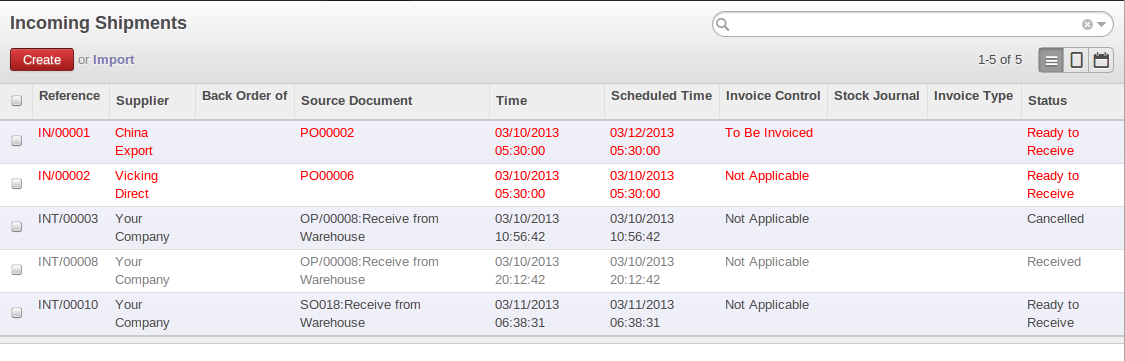 Incoming Shipments
Create or Import
1-5 of 5
Reference Supplier Back Order of Source Document Time Scheduled Time Invoice Control Stock Journal Invoice Type Status
IN/00001 China PO00002 03/10/2013 03/12/2013 To Be Invoiced Ready to
Export 05:30:00 05:30:00 Receive
IN/00002 Vicking PO00006 03/10/2013 03/10/2013 Not Applicable Ready to
Direct 05:30:00 05:30:00 Receive
INT/00003 Your OP/00008:Receive from 03/10/2013 03/10/2013 Not Applicable Cancelled
Company Warehouse 10:56:42 10:56:42
INT/00008 Your OP/00008:Receive from 03/10/2013 03/10/2013 Not Applicable Received
Company Warehouse 20:12:42 20:12:42
INT/00010 Your SO018:Receive from 03/11/2013 03/11/2013 Not Applicable Ready to
Company Warehouse 06:38:31 06:38:31 Receive